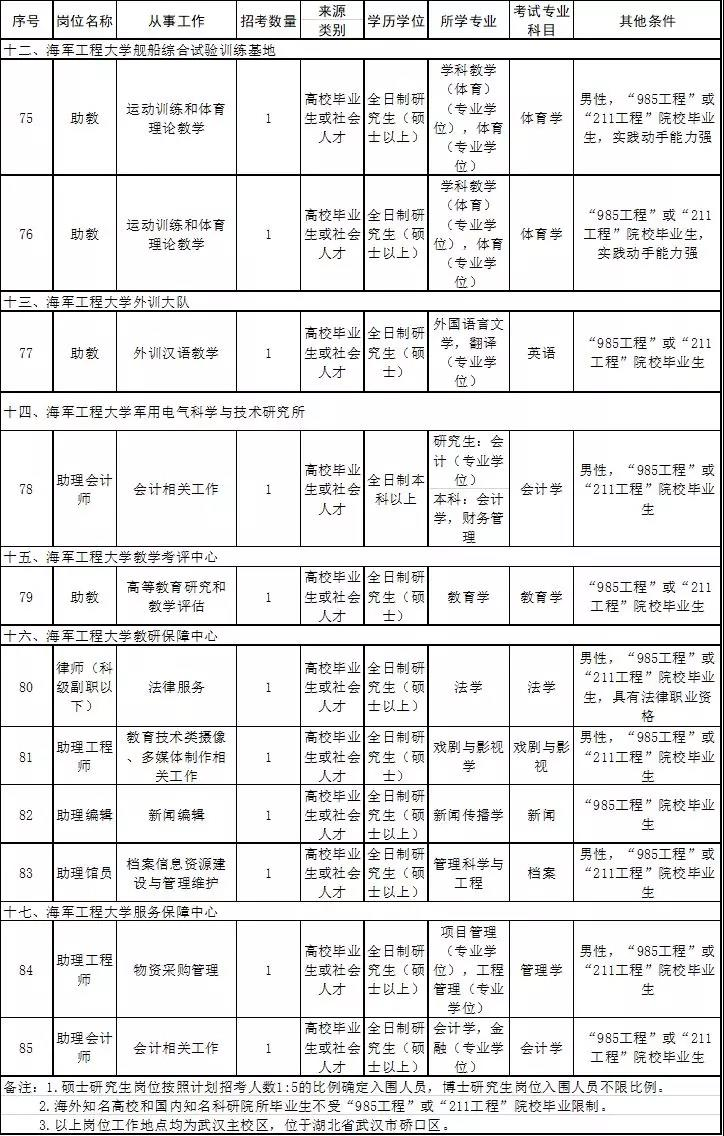 序号 岗位名称 从事工作 招考数量 来源 学历学位 所学专业 考试专业 其他条件
类别 科目
十二、海军工程大学舰船综合试验训练基地
75 助教 运动训练和体育 1 高校毕业 全日制研 学科教学 体育学 男性，“985工程”或
理论教学 生或社会 究生（硕 （体育） “211工程”院校毕业
人才 士以上） （专业学 生，实践动手能力强
位），体育
（专业学
位）
76 助教 运动训练和体育 1 高校毕业 全日制研 学科教学 体育学 “985工程”或“211
理论教学 生或社会 究生（硕 （体育） 工程”院校毕业生，
人才 士以上） （专业学 实践动手能力强
位），体育
（专业学
位）
十三、海军工程大学外训大队
77 助教 外训汉语教学 1 高校毕业 全日制研 外国语言文 英语 “985工程”或“211
生或社会 究生（硕 学，翻译 工程”院校毕业生
人才 士） （专业学
位）
十四、海军工程大学军用电气科学与技术研究所
78 助理会计 会计相关工作 1 高校毕业 全日制本 研究生：会 会计学 男性，“985工程”或
师 生或社会 科以上 计（专业学 “211工程”院校毕业
人才 位） 生
本科：会计
学，财务管
理
十五、海军工程大学教学考评中心
79 助教 高等教育研究和 1 高校毕业 全日制研 教育学 教育学 “985工程”或“211
教学评估 生或社会 究生（硕 工程”院校毕业生
人才 士）
十六、海军工程大学教研保障中心
80 律师（科 法律服务 1 高校毕业 全日制研 法学 法学 男性，“985工程”或
级副职以 生或社会 究生（硕 “211工程”院校毕业
下） 人才 士以上） 生，具有法律职业资
格
81 助理工程 教育技术类摄像 1 高校毕业 全日制研 戏剧与影视 戏剧与影 男性，“985工程”或
师 、多媒体制作相 生或社会 究生（硕 学 视 “211工程”院校毕业
关工作 人才 士） 生
82 助理编辑 新闻编辑 1 高校毕业 全日制研 新闻传播学 新闻 “985工程”院校毕业
生或社会 究生（硕 生
人才 士以上）
83 助理馆员 档案信息资源建 1 高校毕业 全日制研 管理科学与 档案 男性，“985工程”或
设与管理维护 生或社会 究生（硕 工程 “211工程”院校毕业
人才 士以上） 生
十七、海军工程大学服务保障中心
84 助理工程 物资采购管理 1 高校毕业 全日制研 项目管理 管理学 男性，“985工程”或
师 生或社会 究生（硕 （专业学 “211工程”院校毕业
人才 士以上） 位），工程 生
管理（专业
学位）
85 助理会计 会计相关工作 1 高校毕业 全日制研 会计学，金 会计学 “985工程”或“211
师 生或社会 究生（硕 融（专业学 工程”院校毕业生
人才 士以上） 位）
备注：1.硕士研究生岗位按照计划招考人数1:5的比例确定入围人员，博士研究生岗位入围人员不限比例。
2.海外知名高校和国内知名科研院所毕业生不受“985工程”或“211工程”院校毕业限制。
3.以上岗位工作地点均为武汉主校区，位于湖北省武汉市硚口区。